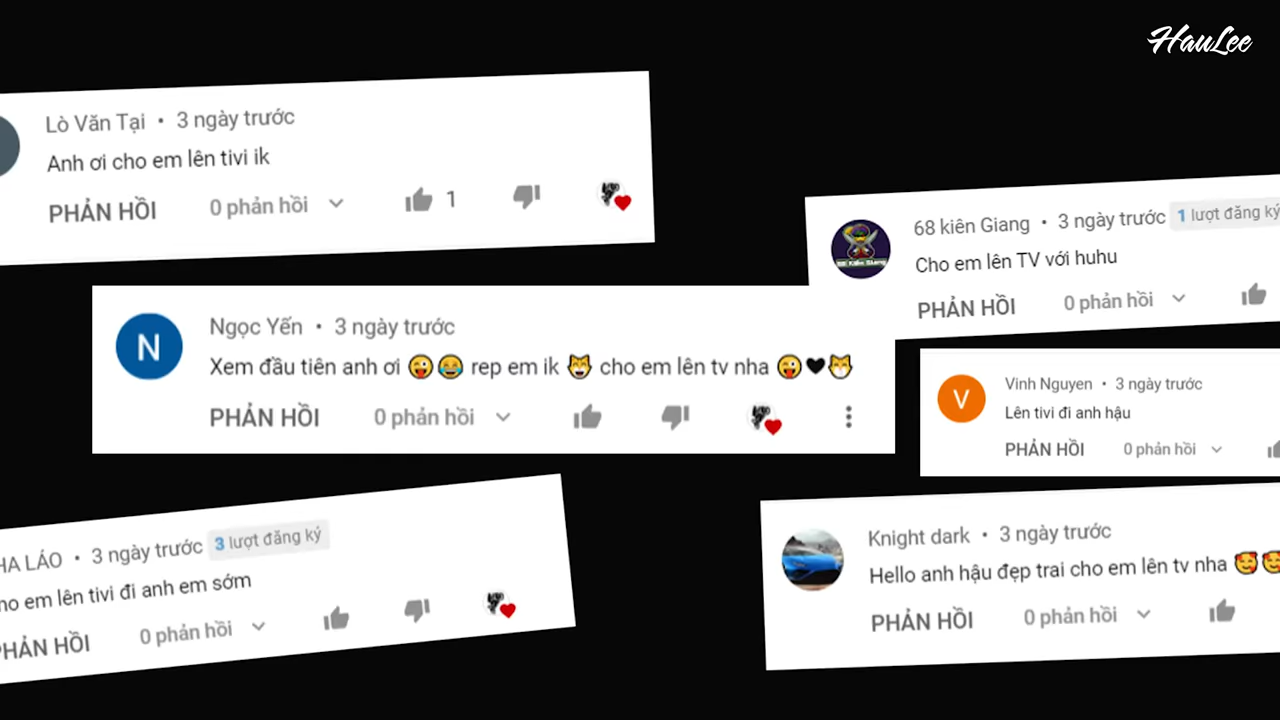 HauLee
Lò Văn Tại • 3 ngày trước
Anh ơi cho em lên tivi ik
PHẢN HỒI 0 phản hồi 1
68 kiên Giang • 3 ngày trước 1 lượt đăng ký
Cho em lên TV với huhu
PHẢN HỒI 0 phản hồi
N
Ngọc Yến • 3 ngày trước
Xem đầu tiên anh ơi 😜😂 rep em ik 😸 cho em lên tv nha 😜🖤😸
PHẢN HỒI 0 phản hồi
V
Vinh Nguyen • 3 ngày trước
Lên tivi đi anh hậu
PHẢN HỒI 0 phản hồi
HA LÁO • 3 ngày trước 3 lượt đăng ký
ho em lên tivi đi anh em sớm
PHẢN HỒI 0 phản hồi
Knight dark • 3 ngày trước
Hello anh hậu đẹp trai cho em lên tv nha 🥰🥰
PHẢN HỒI 0 phản hồi